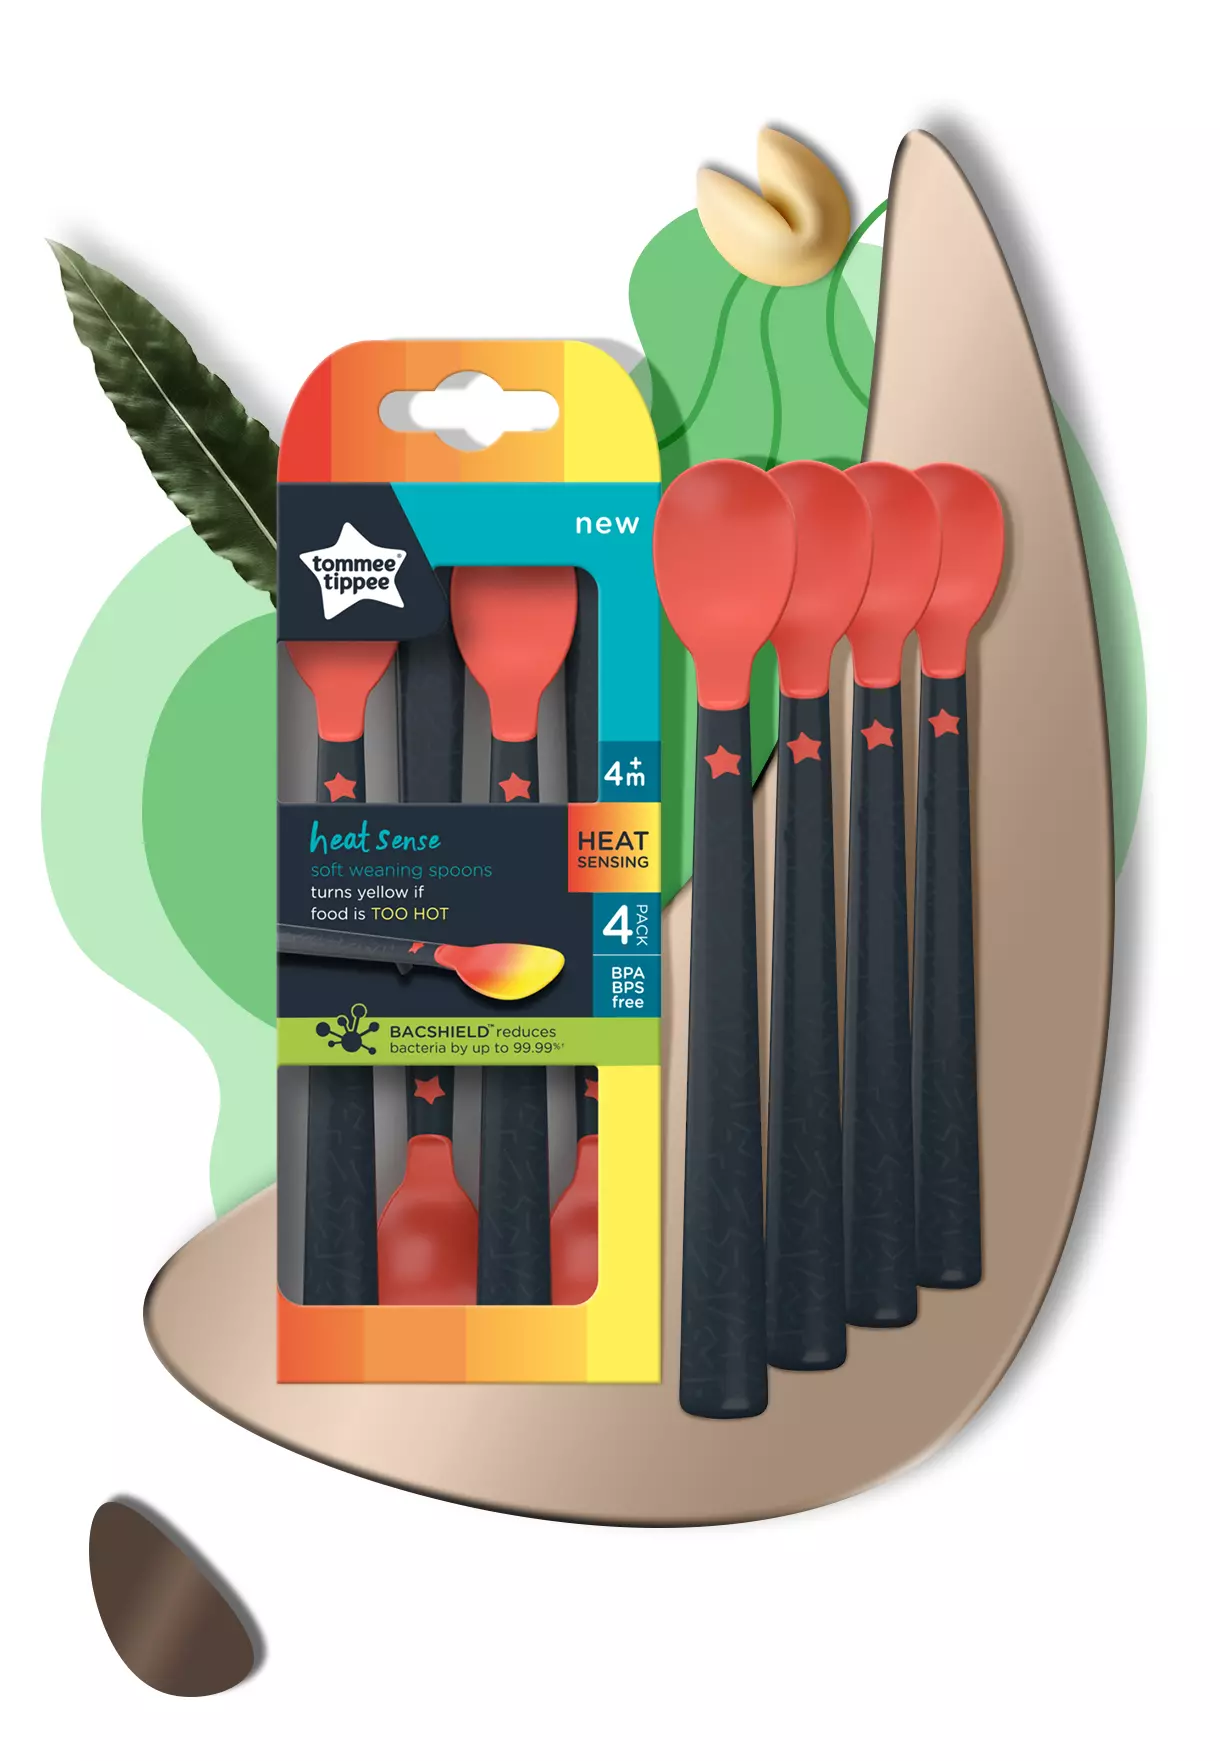 new
tommee®
tippee
4+m
heat sense
soft weaning spoons
turns yellow if
food is TOO HOT
HEAT
SENSING
4 PACK
BPA
BPS
free
BACSHIELD™ reduces
bacteria by up to 99.99%†